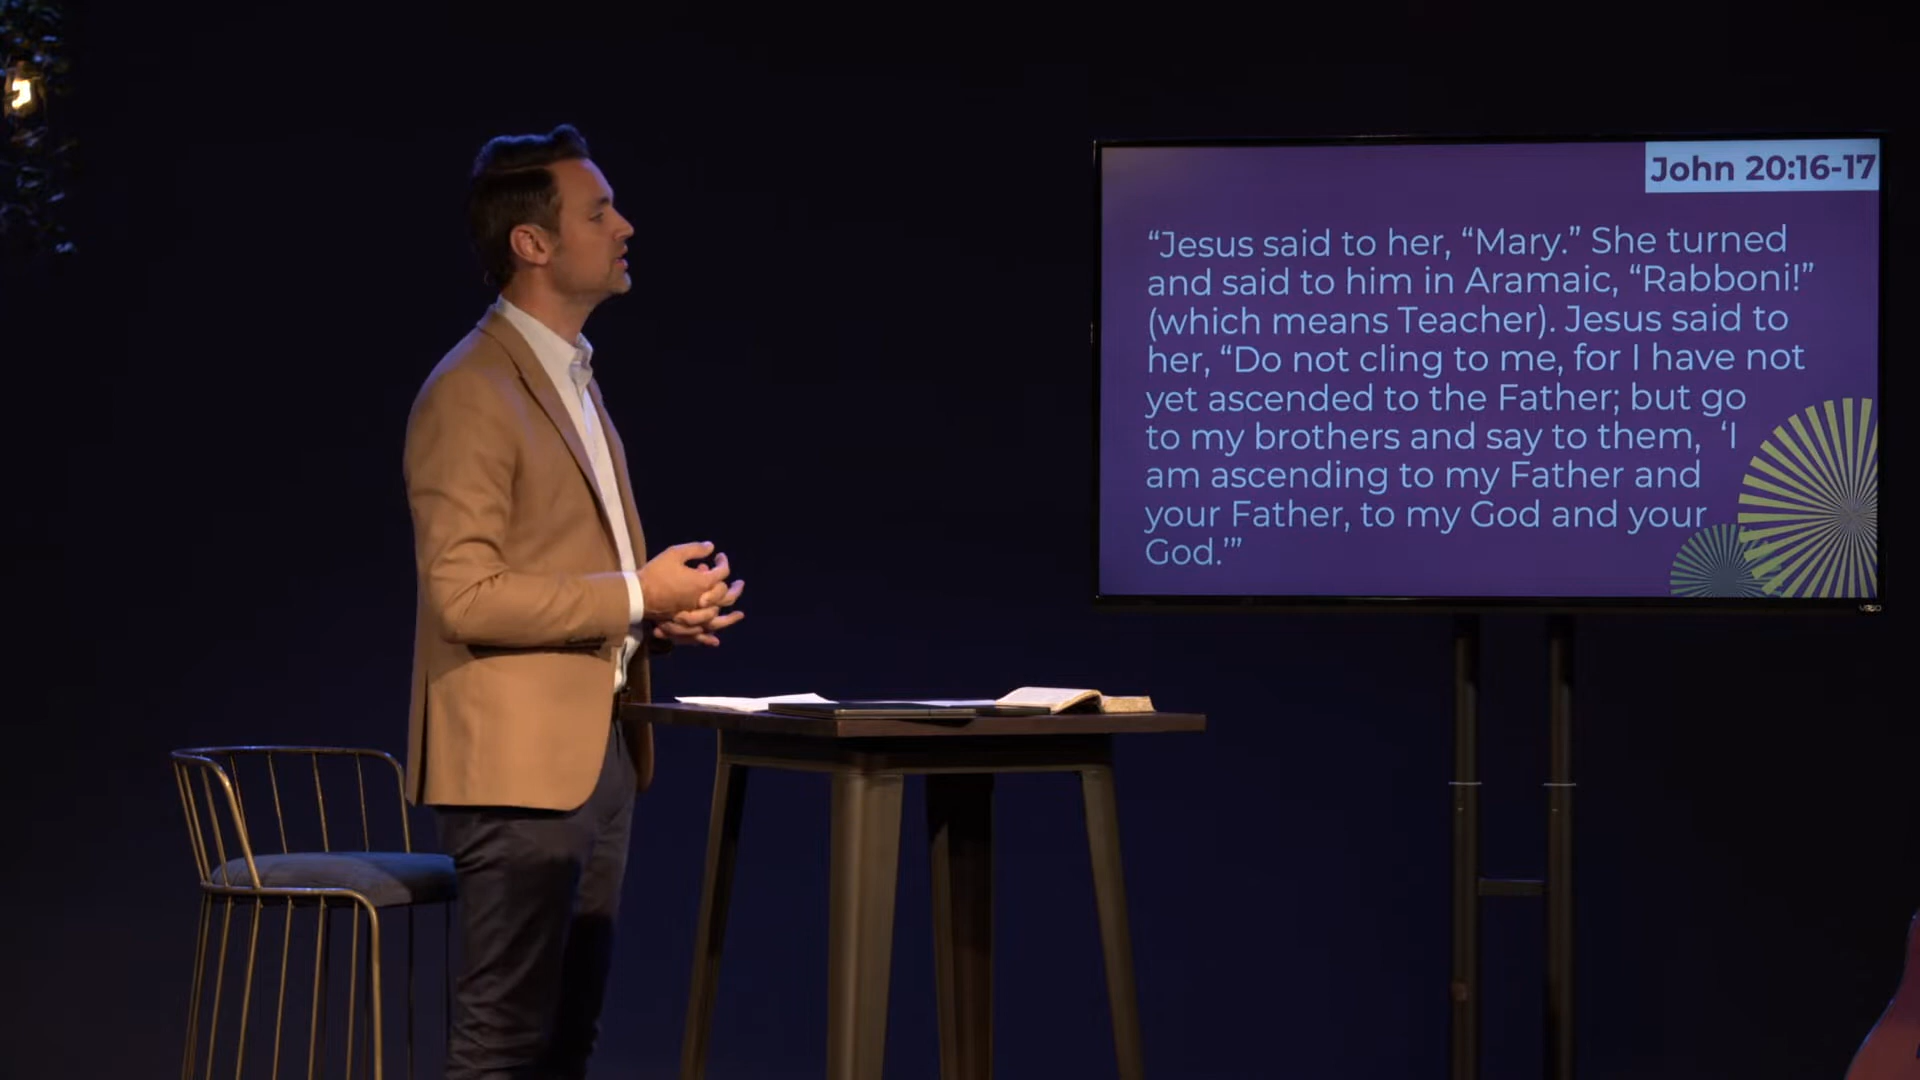 John 20:16-17
“Jesus said to her, “Mary.” She turned
and said to him in Aramaic, “Rabboni!”
(which means Teacher). Jesus said to
her, “Do not cling to me, for I have not
yet ascended to the Father; but go
to my brothers and say to them, ‘I
am ascending to my Father and
your Father, to my God and your
God.’”
VIZIO